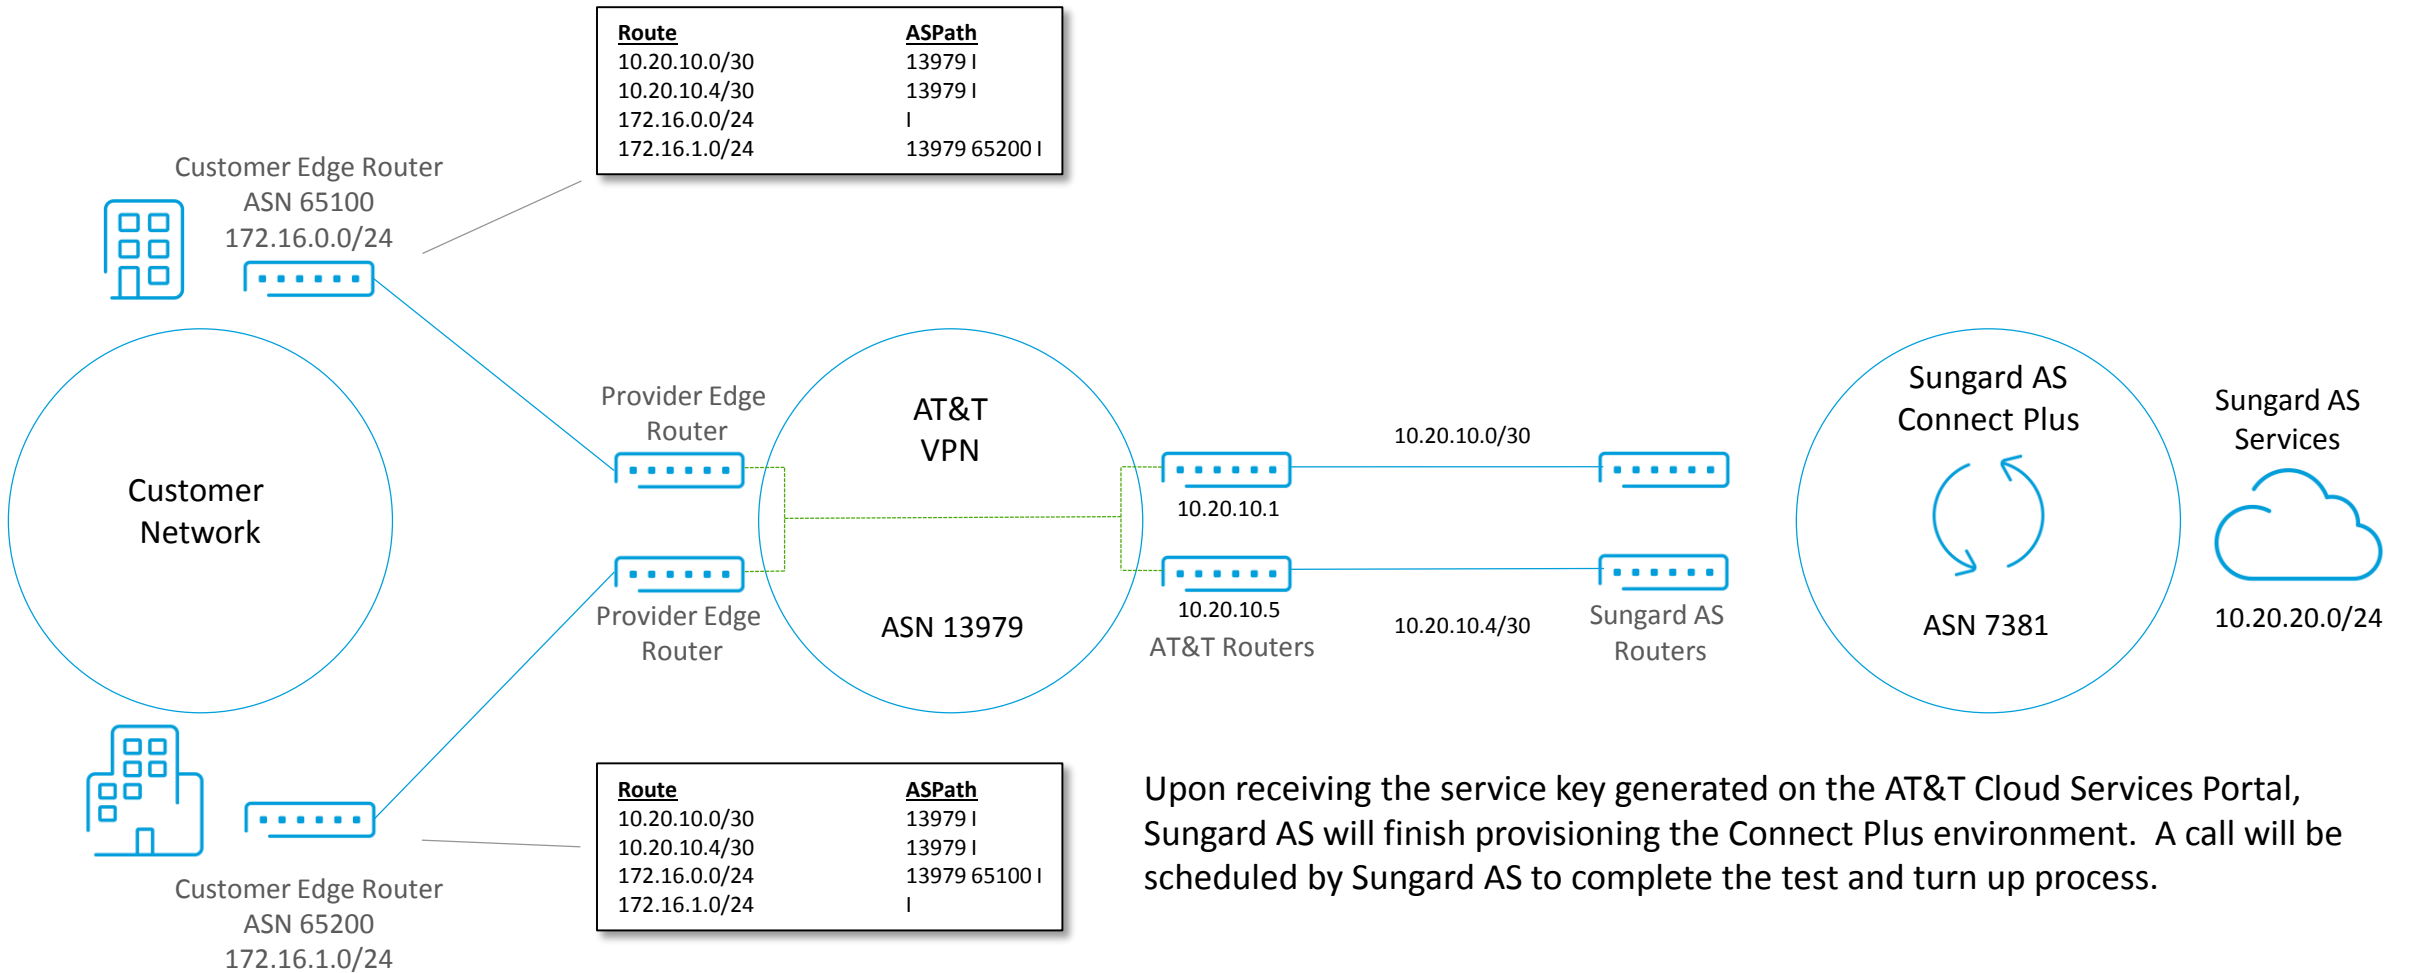 Route ASPath
10.20.10.0/30 13979 I
10.20.10.4/30 13979 I
172.16.0.0/24 I
172.16.1.0/24 13979 65200 I
Customer Edge Router
ASN 65100
172.16.0.0/24
Customer
Network
Provider Edge
Router
Provider Edge
Router
AT&T
VPN
ASN 13979
10.20.10.1
10.20.10.5
AT&T Routers
10.20.10.0/30
10.20.10.4/30
Sungard AS
Routers
Sungard AS
Connect Plus
ASN 7381
Sungard AS
Services
10.20.20.0/24
Route ASPath
10.20.10.0/30 13979 I
10.20.10.4/30 13979 I
172.16.0.0/24 13979 65100 I
172.16.1.0/24 I
Customer Edge Router
ASN 65200
172.16.1.0/24
Upon receiving the service key generated on the AT&T Cloud Services Portal,
Sungard AS will finish provisioning the Connect Plus environment.  A call will be
scheduled by Sungard AS to complete the test and turn up process.